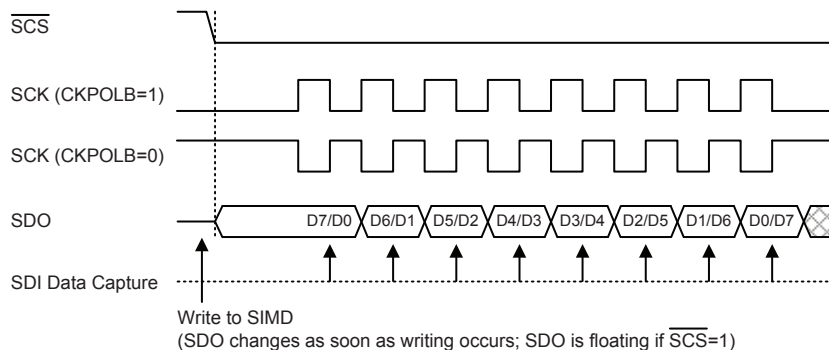 SCS
SCK (CKPOLB=1)
SCK (CKPOLB=0)
SDO D7/D0 D6/D1 D5/D2 D4/D3 D3/D4 D2/D5 D1/D6 D0/D7
SDI Data Capture
Write to SIMD
(SDO changes as soon as writing occurs; SDO is floating if SCS=1)